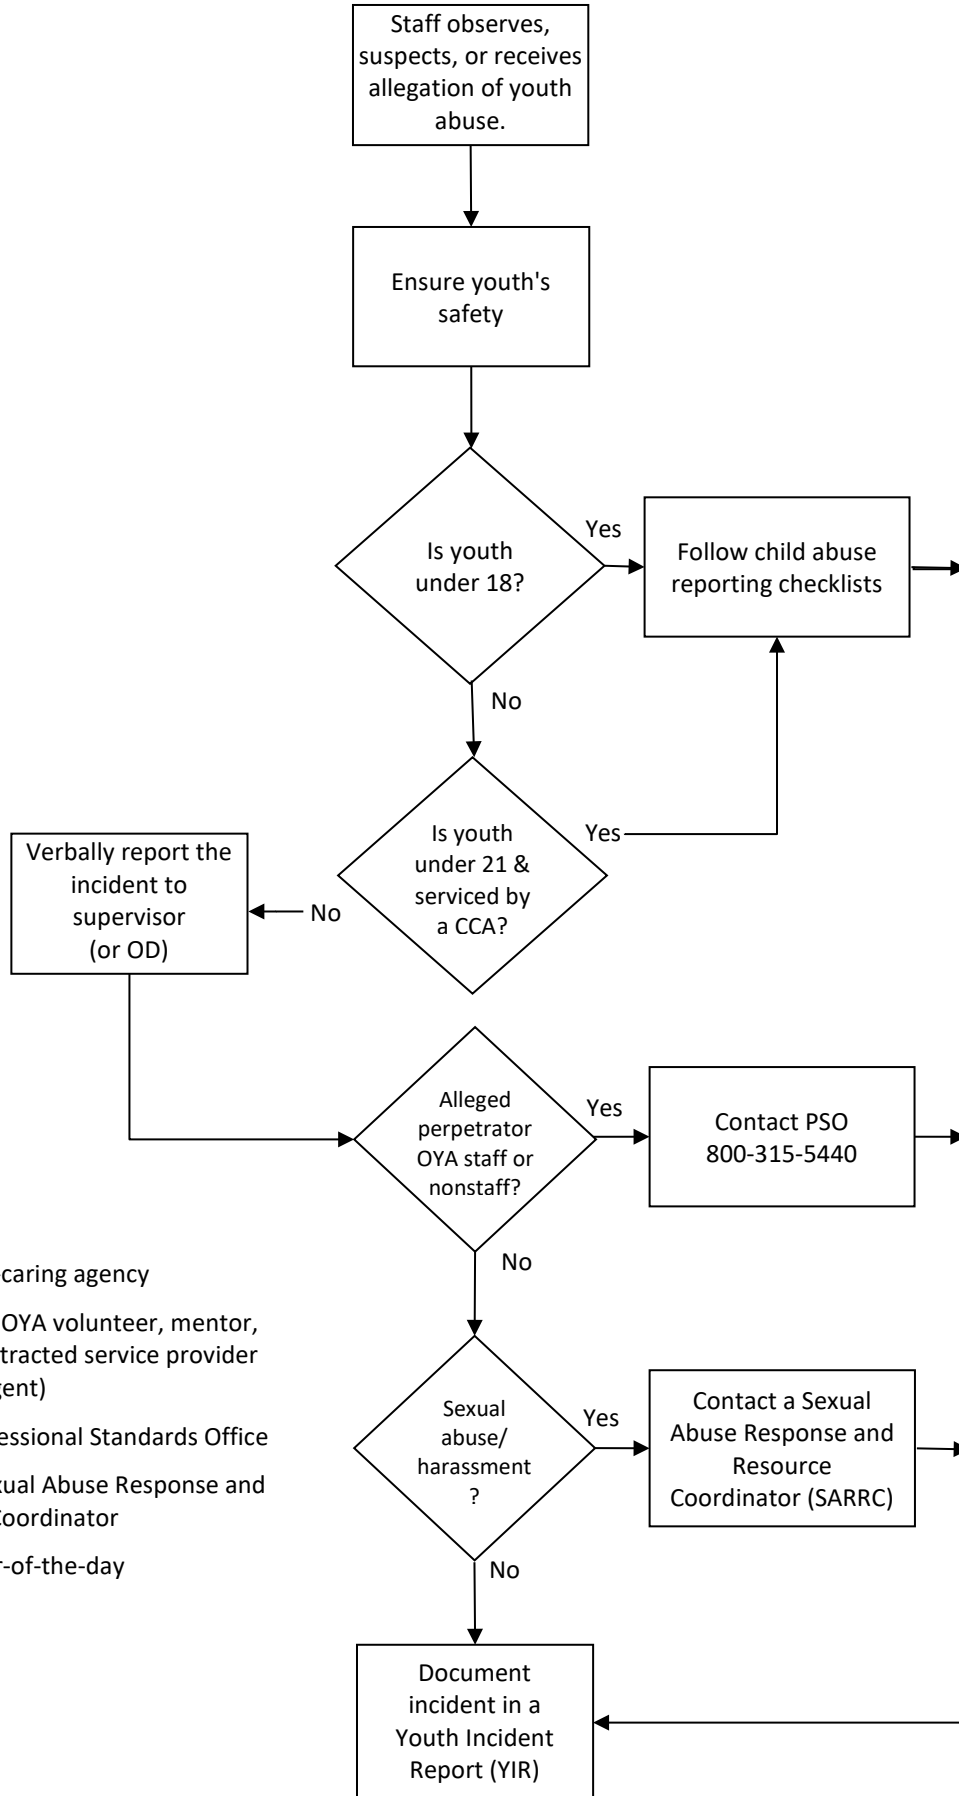 Staff observes,
suspects, or receives
allegation of youth
abuse.
Ensure youth's
safety
Is youth
under 18?
Yes
Follow child abuse
reporting checklists
No
Is youth
under 21 &
serviced by
a CCA?
Yes
No
Verbally report the
incident to
supervisor
(or OD)
Alleged
perpetrator
OYA staff or
nonstaff?
Yes
Contact PSO
800-315-5440
No
caring agency
OYA volunteer, mentor,
tracted service provider
gent)
essional Standards Office
xual Abuse Response and
Coordinator
r-of-the-day
Sexual
abuse/
harassment
?
Yes
Contact a Sexual
Abuse Response and
Resource
Coordinator (SARRC)
No
Document
incident in a
Youth Incident
Report (YIR)